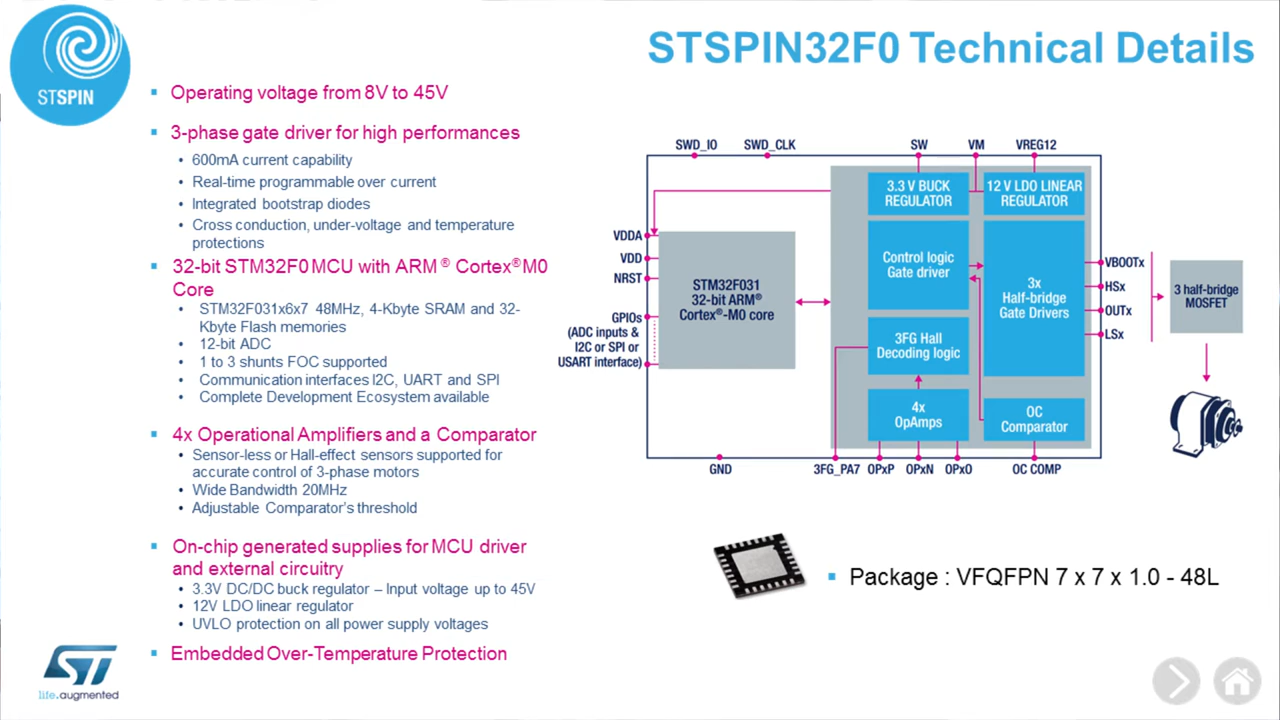 STSPIN
STSPIN32F0 Technical Details
Operating voltage from 8V to 45V
3-phase gate driver for high performances
600mA current capability
Real-time programmable over current
Integrated bootstrap diodes
Cross conduction, under-voltage and temperature
protections
32-bit STM32F0 MCU with ARM ® Cortex®M0
Core
STM32F031x6x7 48MHz, 4-Kbyte SRAM and 32-
Kbyte Flash memories
12-bit ADC
1 to 3 shunts FOC supported
Communication interfaces I2C, UART and SPI
Complete Development Ecosystem available
4x Operational Amplifiers and a Comparator
Sensor-less or Hall-effect sensors supported for
accurate control of 3-phase motors
Wide Bandwidth 20MHz
Adjustable Comparator's threshold
On-chip generated supplies for MCU driver
and external circuitry
3.3V DC/DC buck regulator – Input voltage up to 45V
12V LDO linear regulator
UVLO protection on all power supply voltages
Embedded Over-Temperature Protection
SWD_IO
SWD_CLK
SW
VM
VREG12
3.3 V BUCK
REGULATOR
12 V LDO LINEAR
REGULATOR
VDDA
VDD
NRST
GPIOs
(ADC inputs &
I2C or SPI or
USART interface)
STM32F031
32-bit ARM®
Cortex®-M0 core
Control logic
Gate driver
3x
Half-bridge
Gate Drivers
3FG Hall
Decoding logic
4x
OpAmps
OC
Comparator
VBOOTx
HSx
OUTx
LSx
3 half-bridge
MOSFET
GND
3FG_PA7
OPxP
OPxN
OPxO
OC COMP
Package : VFQFPN 7 x 7 x 1.0 - 48L
ST
life.augmented